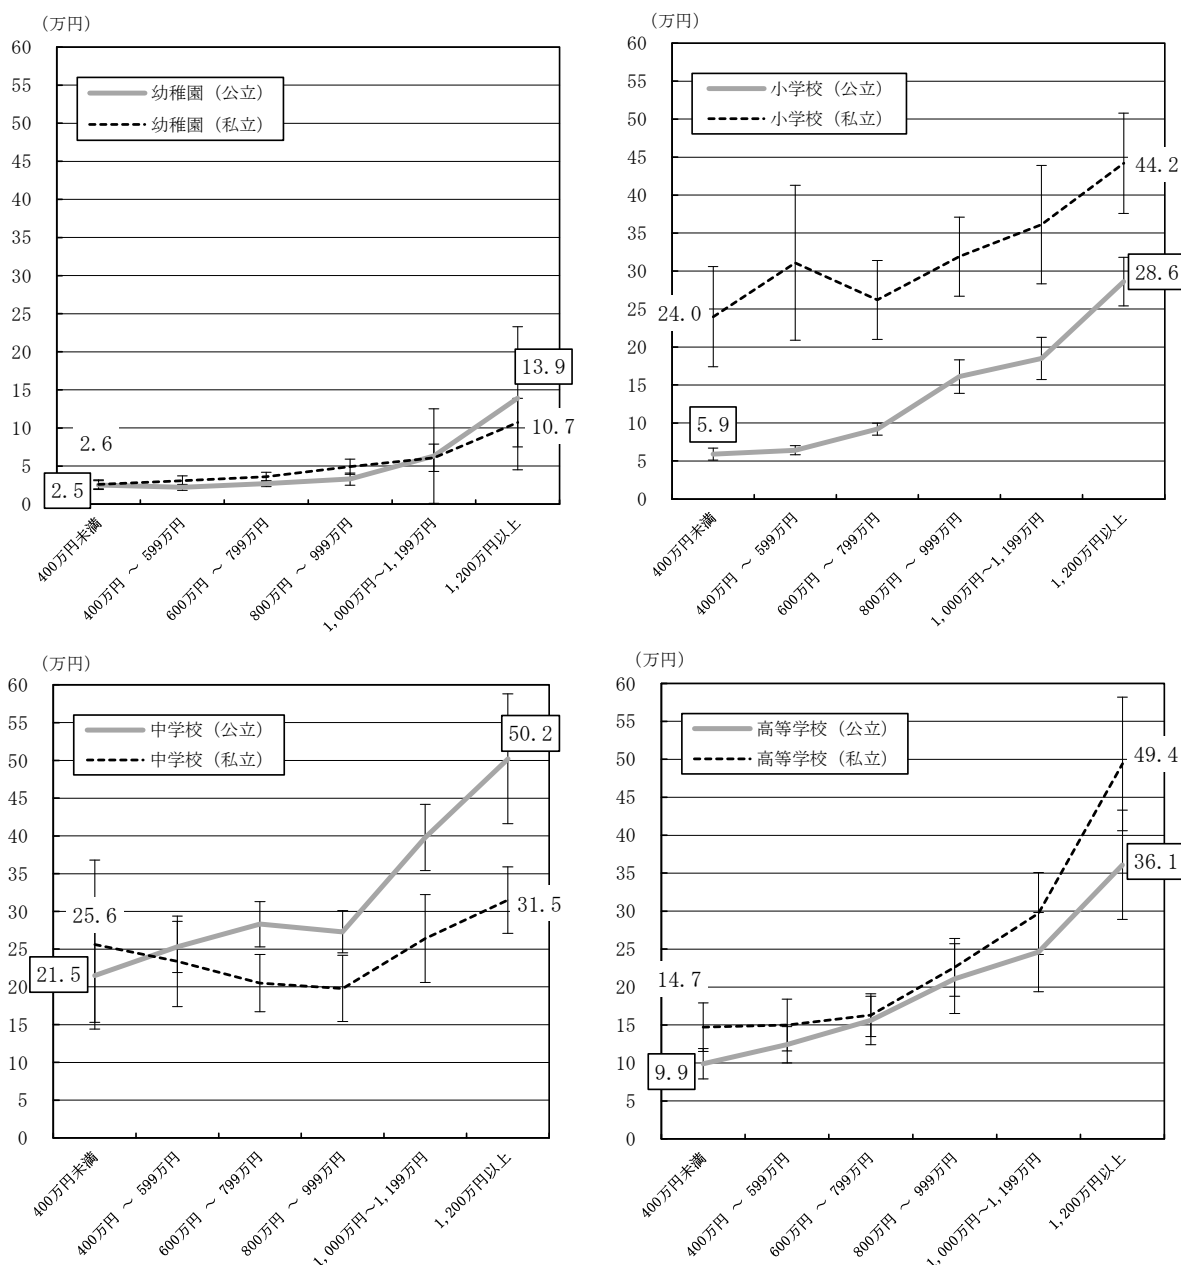 （万円）
60
55
50
45
40
35
30
25
20
15
10
5
0
幼稚園（公立）
幼稚園（私立）
13.9
10.7
2.6
2.5
400万円未満
400万円 ～ 599万円
600万円 ～ 799万円
800万円 ～ 999万円
1,000万円～1,199万円
1,200万円以上
（万円）
60
55
50
45
40
35
30
25
20
15
10
5
0
小学校（公立）
小学校（私立）
44.2
28.6
24.0
5.9
400万円未満
400万円 ～ 599万円
600万円 ～ 799万円
800万円 ～ 999万円
1,000万円～1,199万円
1,200万円以上
（万円）
60
55
50
45
40
35
30
25
20
15
10
5
0
中学校（公立）
中学校（私立）
50.2
31.5
25.6
21.5
400万円未満
400万円 ～ 599万円
600万円 ～ 799万円
800万円 ～ 999万円
1,000万円～1,199万円
1,200万円以上
（万円）
60
55
50
45
40
35
30
25
20
15
10
5
0
高等学校（公立）
高等学校（私立）
49.4
36.1
14.7
9.9
400万円未満
400万円 ～ 599万円
600万円 ～ 799万円
800万円 ～ 999万円
1,000万円～1,199万円
1,200万円以上